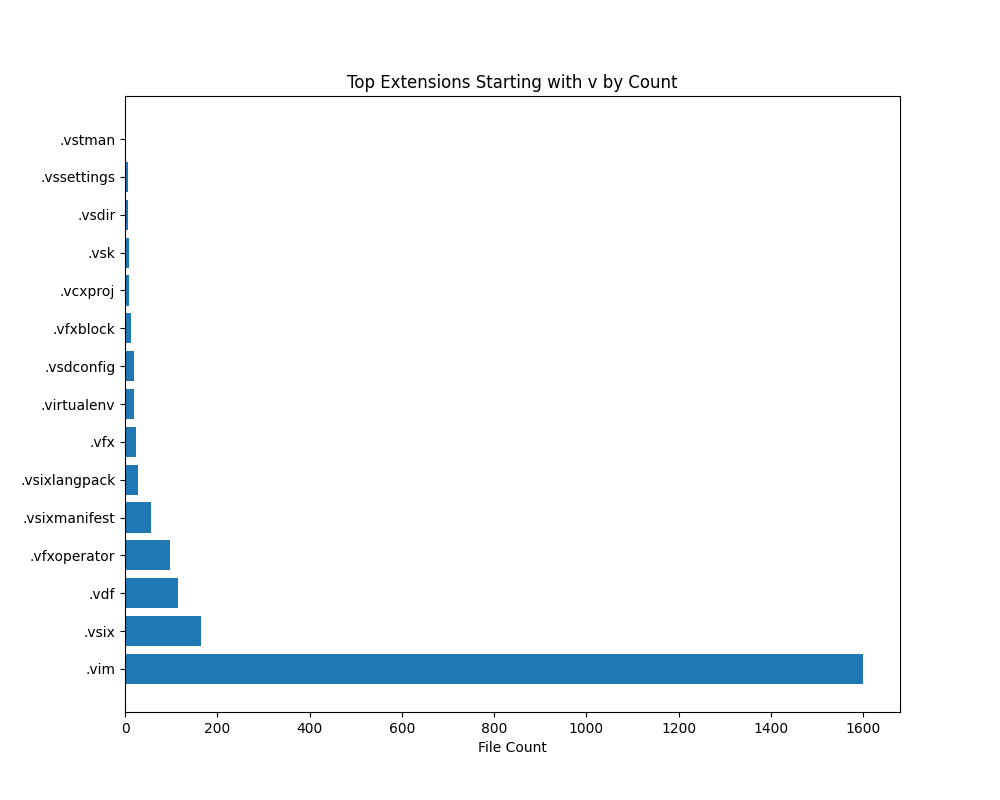 Top Extensions Starting with v by Count
.vstman
.vssettings
.vsdir
.vsk
.vcxproj
.vfxblock
.vsdconfig
.virtualenv
.vfx
.vsixlangpack
.vsixmanifest
.vfxoperator
.vdf
.vsix
.vim
0 200 400 600 800 1000 1200 1400 1600
File Count